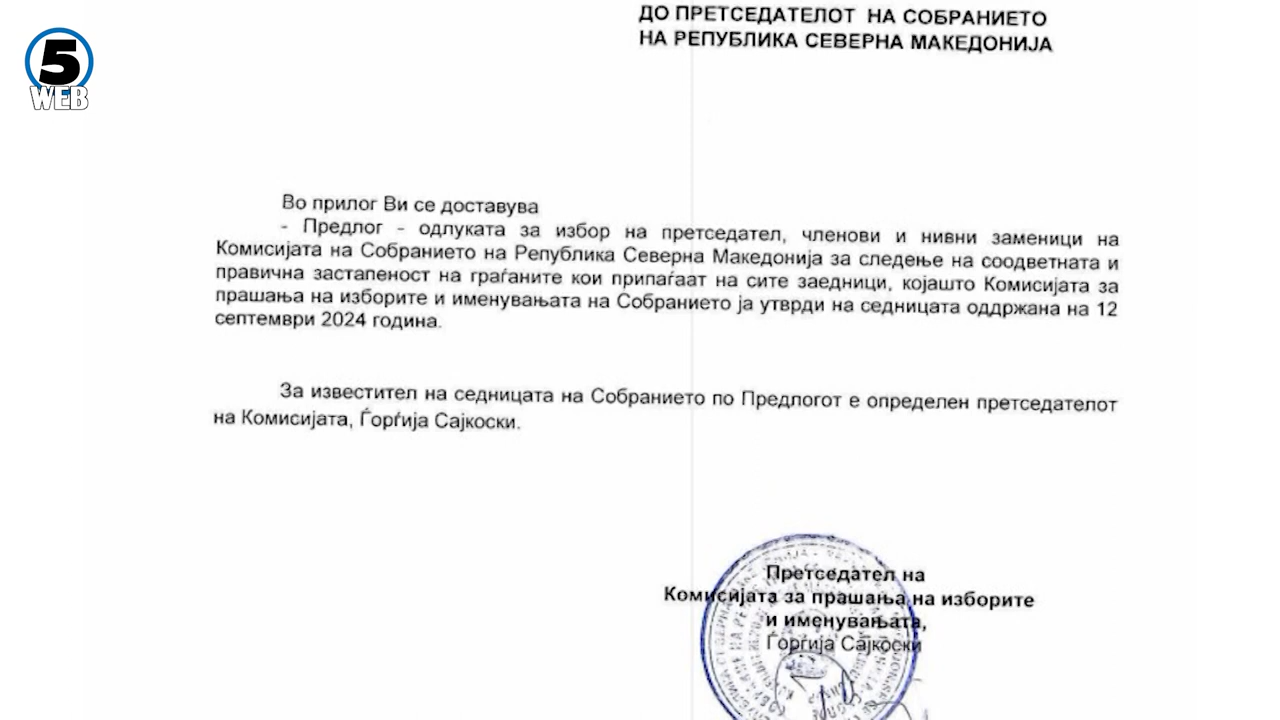 5
WEB
ДО ПРЕТСЕДАТЕЛОТ НА СОБРАНИЕТО
НА РЕПУБЛИКА СЕВЕРНА МАКЕДОНИЈА
Во прилог Ви се доставува
- Предлог - одлуката за избор на претседател, членови и нивни заменици на
Комисијата на Собранието на Република Северна Македонија за следење на соодветната и
правична застапеност на граѓаните кои припаѓаат на сите заедници, којашто Комисијата за
прашања на изборите и именувањата на Собранието ја утврди на седницата оддржана на 12
септември 2024 година.
За известител на седницата на Собранието по Предлогот е определен претседателот
на Комисијата, Ѓорѓија Сајкоски.
Претседател на
Комисијата за прашања на изборите
и именувањата,
Ѓорѓија Сајкоски